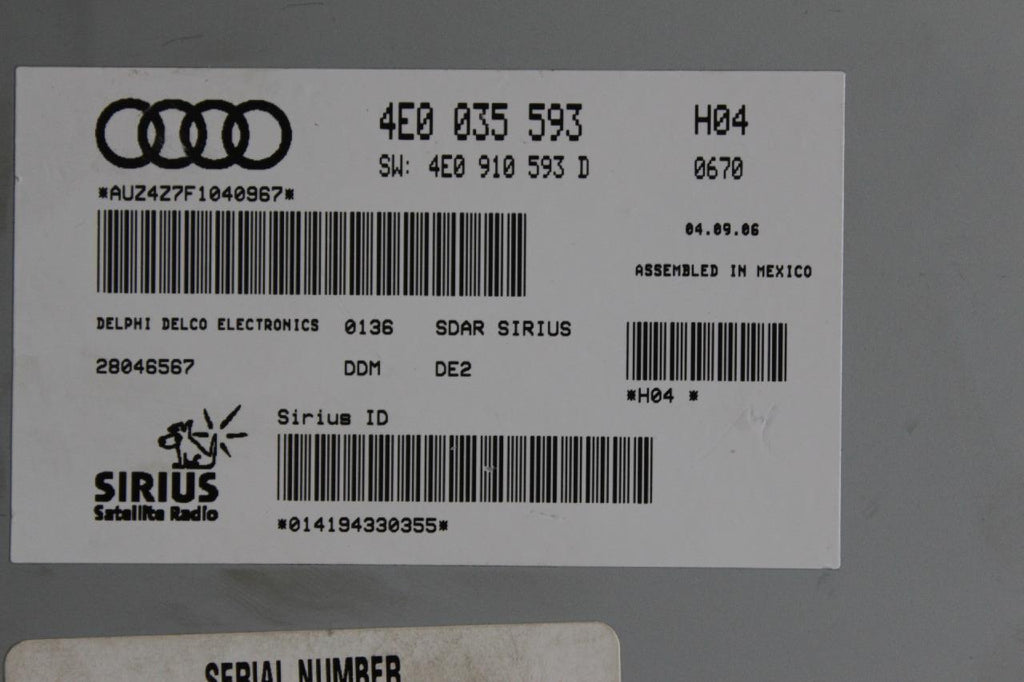 4E0 035 593 H04
SW: 4E0 910 593 D 0670
*AUZ4Z7F1040967*
04.09.06
ASSEMBLED IN MEXICO
DELPHI DELCO ELECTRONICS 0136 SDAR SIRIUS
28046567 DDM DE2
*H04 *
Sirius ID
SIRIUS
Satellite Radio
*014194330355*
SERIAL NUMBER